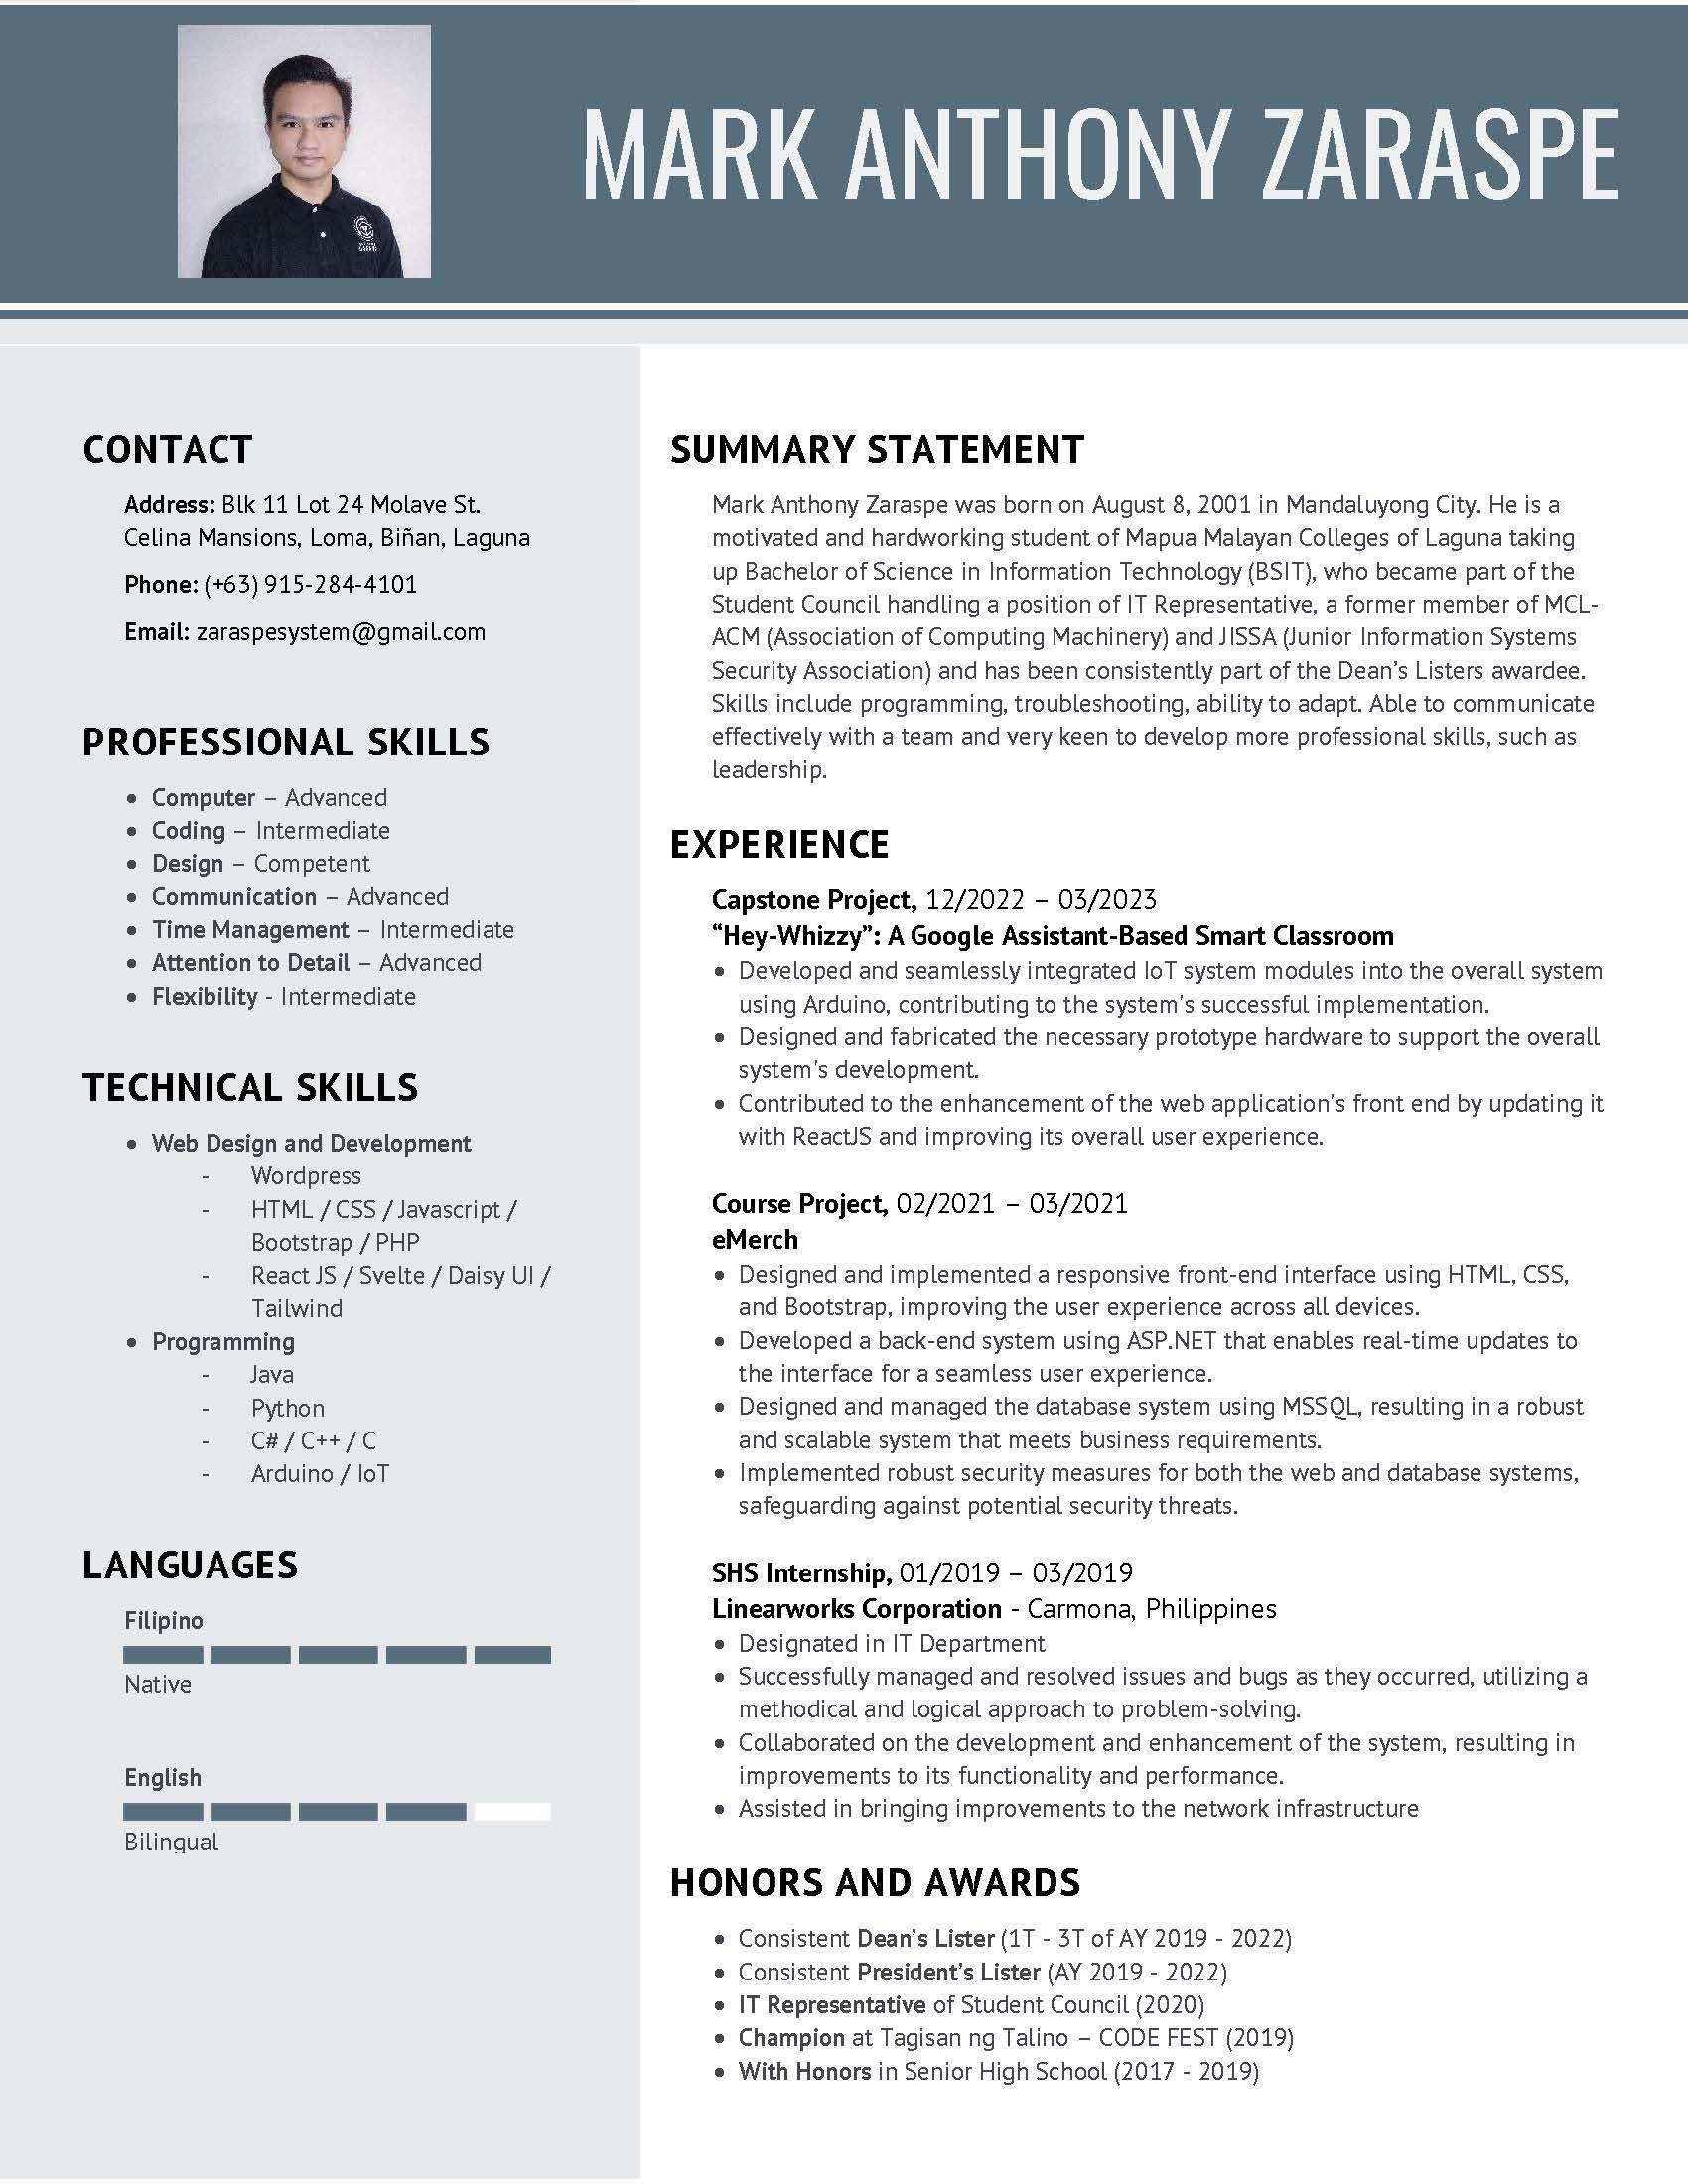 MARK ANTHONY ZARASPE
CONTACT
Address: Blk 11 Lot 24 Molave St.
Celina Mansions, Loma, Biñan, Laguna
Phone: (+63) 915-284-4101
Email: zaraspesystem@gmail.com
PROFESSIONAL SKILLS
• Computer – Advanced
• Coding – Intermediate
• Design – Competent
• Communication – Advanced
• Time Management – Intermediate
• Attention to Detail – Advanced
• Flexibility - Intermediate
TECHNICAL SKILLS
• Web Design and Development
- Wordpress
- HTML / CSS / Javascript /
Bootstrap / PHP
- React JS / Svelte / Daisy UI /
Tailwind
• Programming
- Java
- Python
- C# / C++ / C
- Arduino / IoT
LANGUAGES
Filipino
Native
English
Bilingual
SUMMARY STATEMENT
Mark Anthony Zaraspe was born on August 8, 2001 in Mandaluyong City. He is a
motivated and hardworking student of Mapua Malayan Colleges of Laguna taking
up Bachelor of Science in Information Technology (BSIT), who became part of the
Student Council handling a position of IT Representative, a former member of MCL-
ACM (Association of Computing Machinery) and JISSA (Junior Information Systems
Security Association) and has been consistently part of the Dean’s Listers awardee.
Skills include programming, troubleshooting, ability to adapt. Able to communicate
effectively with a team and very keen to develop more professional skills, such as
leadership.
EXPERIENCE
Capstone Project, 12/2022 – 03/2023
“Hey-Whizzy”: A Google Assistant-Based Smart Classroom
• Developed and seamlessly integrated IoT system modules into the overall system
using Arduino, contributing to the system's successful implementation.
• Designed and fabricated the necessary prototype hardware to support the overall
system's development.
• Contributed to the enhancement of the web application's front end by updating it
with ReactJS and improving its overall user experience.
Course Project, 02/2021 – 03/2021
eMerch
• Designed and implemented a responsive front-end interface using HTML, CSS,
and Bootstrap, improving the user experience across all devices.
• Developed a back-end system using ASP.NET that enables real-time updates to
the interface for a seamless user experience.
• Designed and managed the database system using MSSQL, resulting in a robust
and scalable system that meets business requirements.
• Implemented robust security measures for both the web and database systems,
safeguarding against potential security threats.
SHS Internship, 01/2019 – 03/2019
Linearworks Corporation - Carmona, Philippines
• Designated in IT Department
• Successfully managed and resolved issues and bugs as they occurred, utilizing a
methodical and logical approach to problem-solving.
• Collaborated on the development and enhancement of the system, resulting in
improvements to its functionality and performance.
• Assisted in bringing improvements to the network infrastructure
HONORS AND AWARDS
• Consistent Dean’s Lister (1T - 3T of AY 2019 - 2022)
• Consistent President’s Lister (AY 2019 - 2022)
• IT Representative of Student Council (2020)
• Champion at Tagisan ng Talino – CODE FEST (2019)
• With Honors in Senior High School (2017 - 2019)